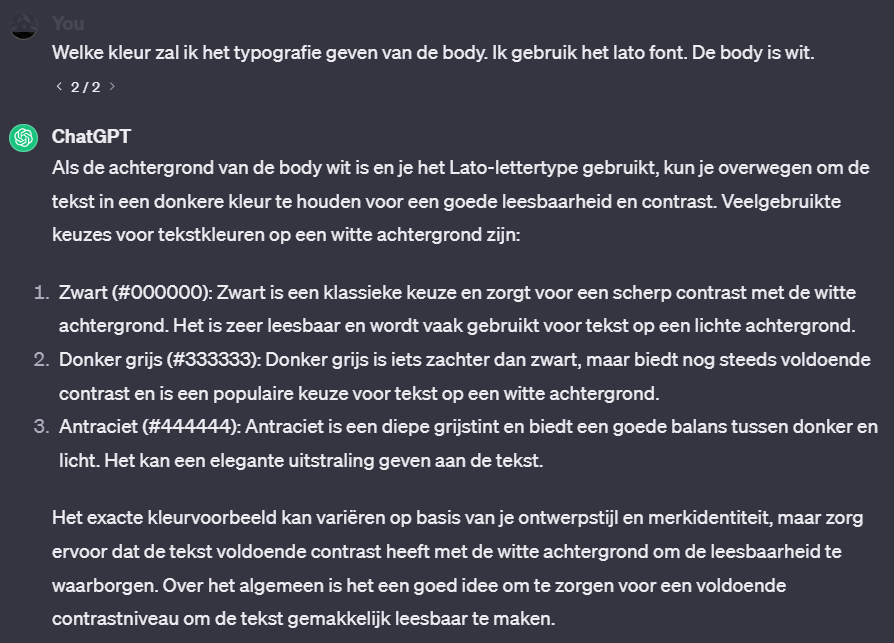 You
Welke kleur zal ik het typografie geven van de body. Ik gebruik het lato font. De body is wit.
< 2 / 2 >
ChatGPT
Als de achtergrond van de body wit is en je het Lato-lettertype gebruikt, kun je overwegen om de
tekst in een donkere kleur te houden voor een goede leesbaarheid en contrast. Veelgebruikte
keuzes voor tekstkleuren op een witte achtergrond zijn:
1. Zwart (#000000): Zwart is een klassieke keuze en zorgt voor een scherp contrast met de witte
achtergrond. Het is zeer leesbaar en wordt vaak gebruikt voor tekst op een lichte achtergrond.
2. Donker grijs (#333333): Donker grijs is iets zachter dan zwart, maar biedt nog steeds voldoende
contrast en is een populaire keuze voor tekst op een witte achtergrond.
3. Antraciet (#444444): Antraciet is een diepe grijstint en biedt een goede balans tussen donker en
licht. Het kan een elegante uitstraling geven aan de tekst.
Het exacte kleurvoorbeeld kan variëren op basis van je ontwerpstijl en merkidentiteit, maar zorg
ervoor dat de tekst voldoende contrast heeft met de witte achtergrond om de leesbaarheid te
waarborgen. Over het algemeen is het een goed idee om te zorgen voor een voldoende
contrastniveau om de tekst gemakkelijk leesbaar te maken.